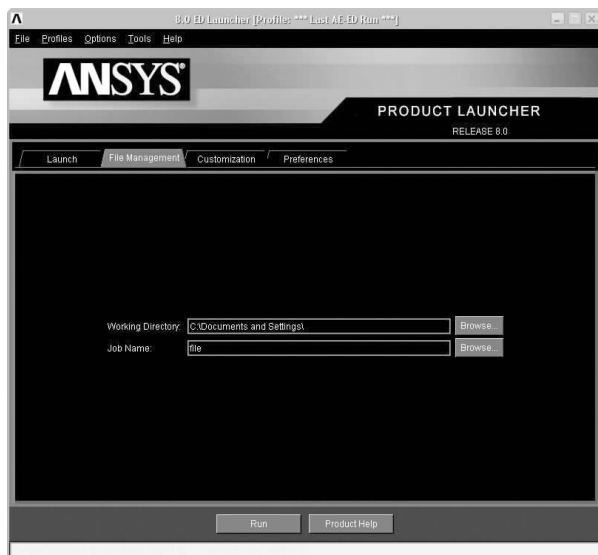 8.0 ED Launcher [Profile: *** Last AE-ED Run ***]
File Profiles Options Tools Help
ANSYS®
PRODUCT LAUNCHER
RELEASE 8.0
Launch File Management Customization Preferences
Working Directory: C:\Documents and Settings\ Browse...
Job Name: file Browse...
Run Product Help